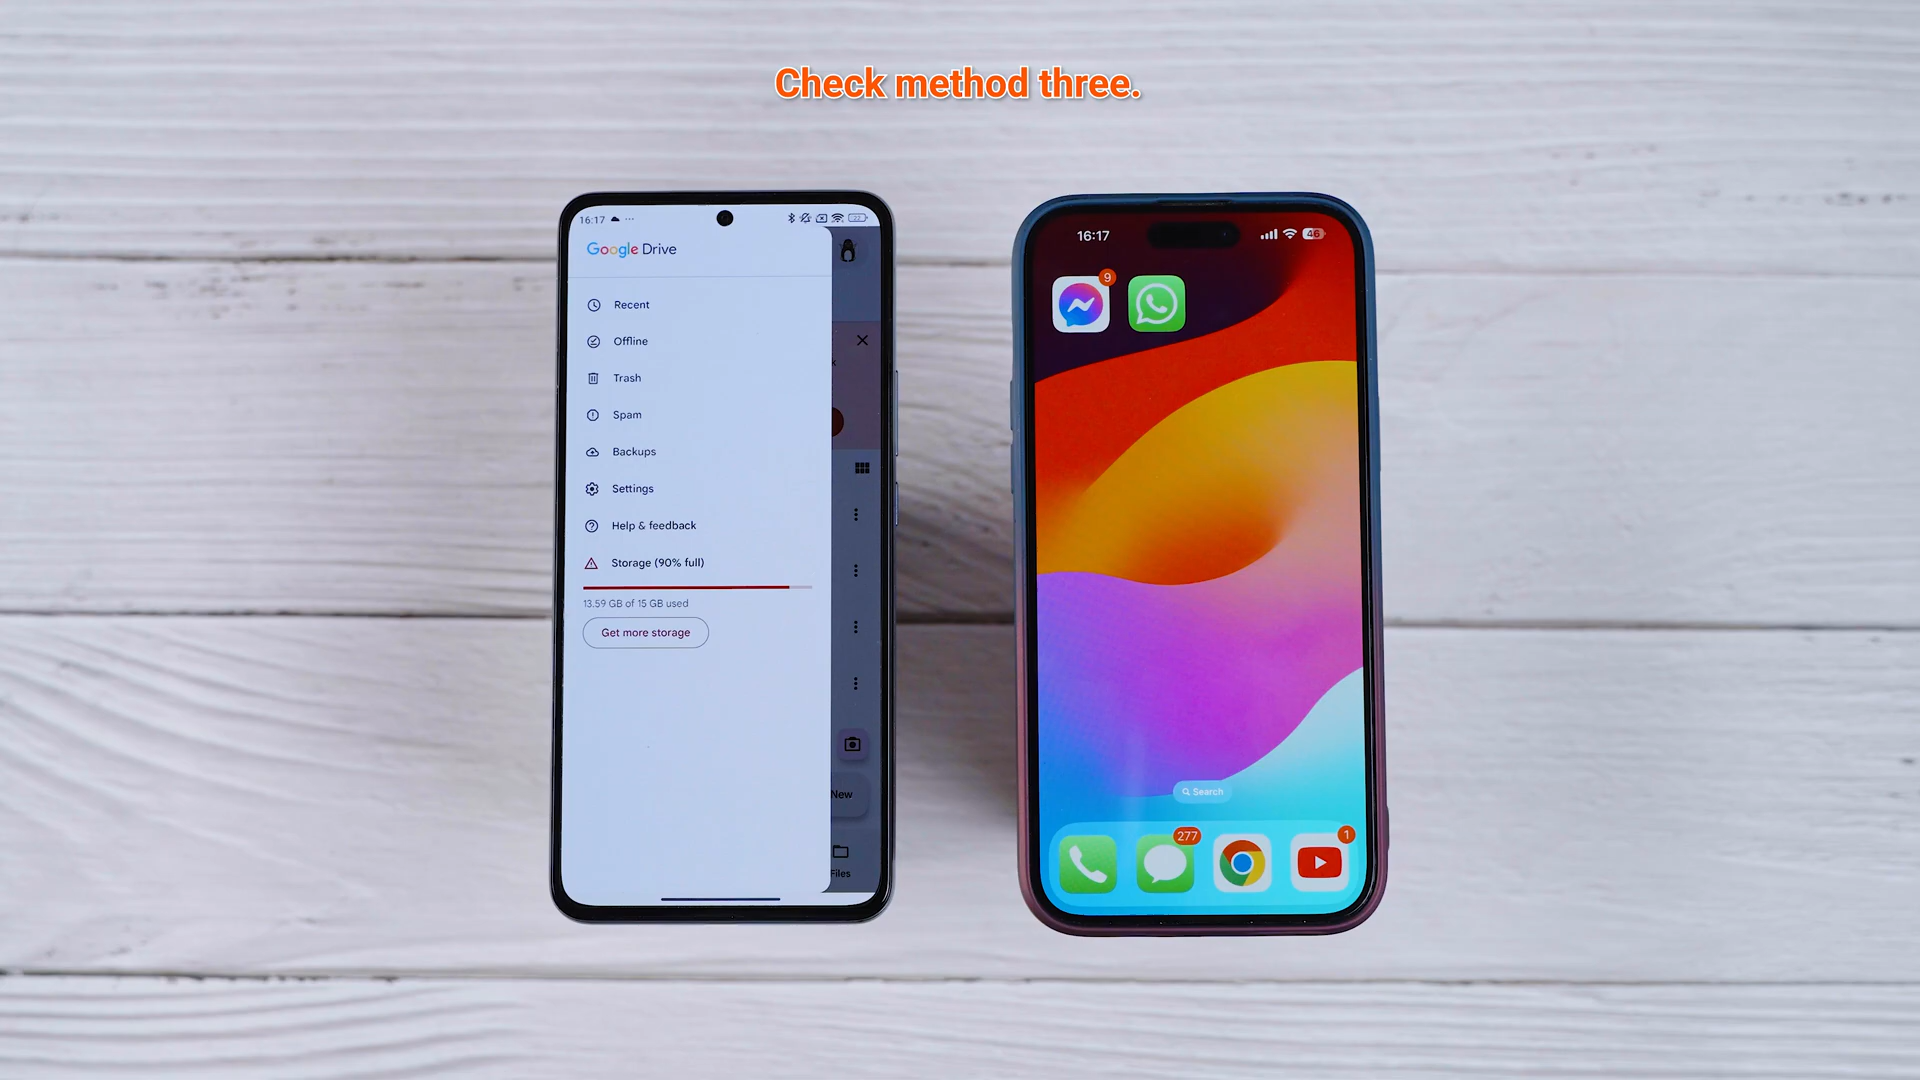 Check method three.
16:17
22
Google Drive
Recent
Offline
Trash
Spam
Backups
Settings
Help & feedback
Storage (90% full)
13.59 GB of 15 GB used
Get more storage
k
New
Files
16:17
46
9
Search
277
1